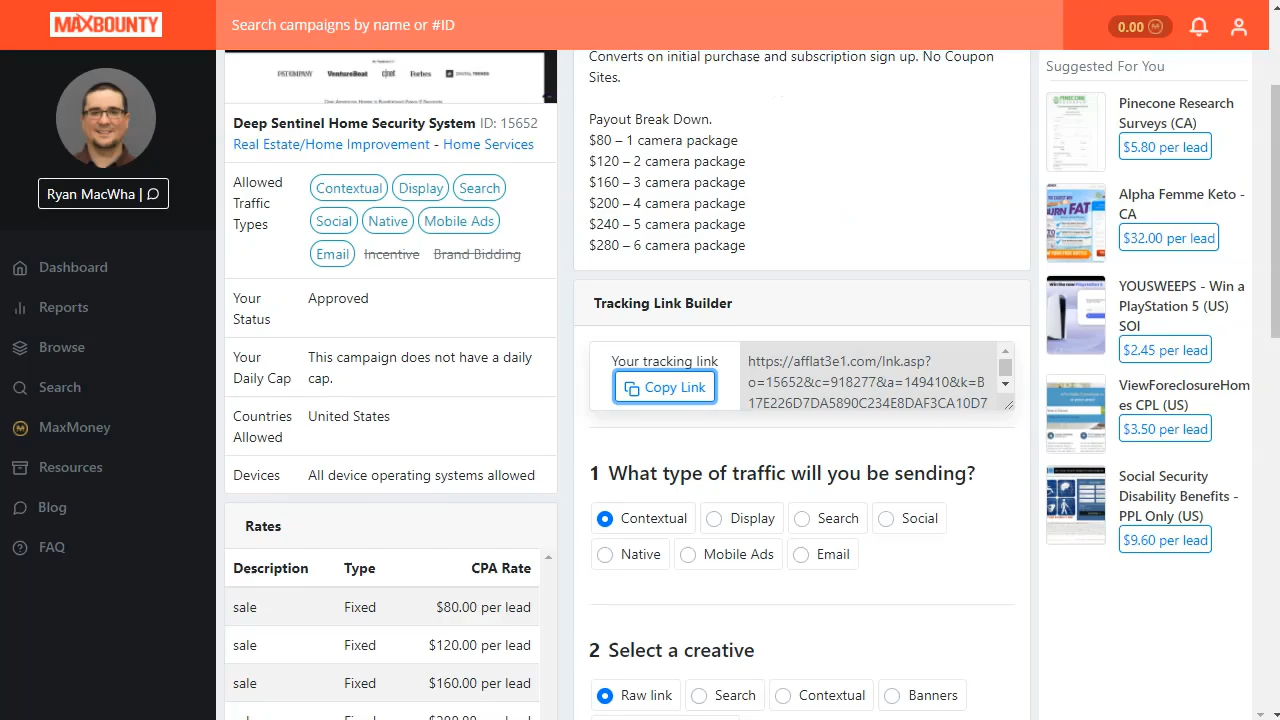 MAXBOUNTY
Search campaigns by name or #ID
0.00
Ryan MacWha |
Dashboard
Reports
Browse
Search
MaxMoney
Resources
Blog
FAQ
VentureBeat
c|net
Forbes
DIGITAL TRENDS
Deep Sentinel Home Security System ID: 15652
Real Estate/Home Improvement - Home Services
Allowed Traffic Types
Contextual Display Search
Social Native Mobile Ads
Email Incentive Brand Bidding
Your Status
Approved
Your Daily Cap
This campaign does not have a daily cap.
Countries Allowed
United States
Devices
All device operating systems allowed
Rates
Description Type CPA Rate
sale Fixed $80.00 per lead
sale Fixed $120.00 per lead
sale Fixed $160.00 per lead
Converts on initial purchase and subscription sign up. No Coupon
Sites.
Payout Break Down.
$80 – 1 camera package
$120 – 2 camera package
$160 – 3 camera package
$200 – 4 camera package
$240 – 5 camera package
$280 – 6 camera package
Tracking Link Builder
Your tracking link
Copy Link
https://afflat3e1.com/lnk.asp?
o=15652&c=918277&a=149410&k=B
1 What type of traffic will you be sending?
Contextual Display Search Social
Native Mobile Ads Email
2 Select a creative
Raw link Search Contextual Banners
Suggested For You
Pinecone Research
Surveys (CA)
$5.80 per lead
Alpha Femme Keto -
CA
$32.00 per lead
YOUSWEEPS - Win a
PlayStation 5 (US)
SOI
$2.45 per lead
ViewForeclosureHom
es CPL (US)
$3.50 per lead
Social Security
Disability Benefits -
PPL Only (US)
$9.60 per lead